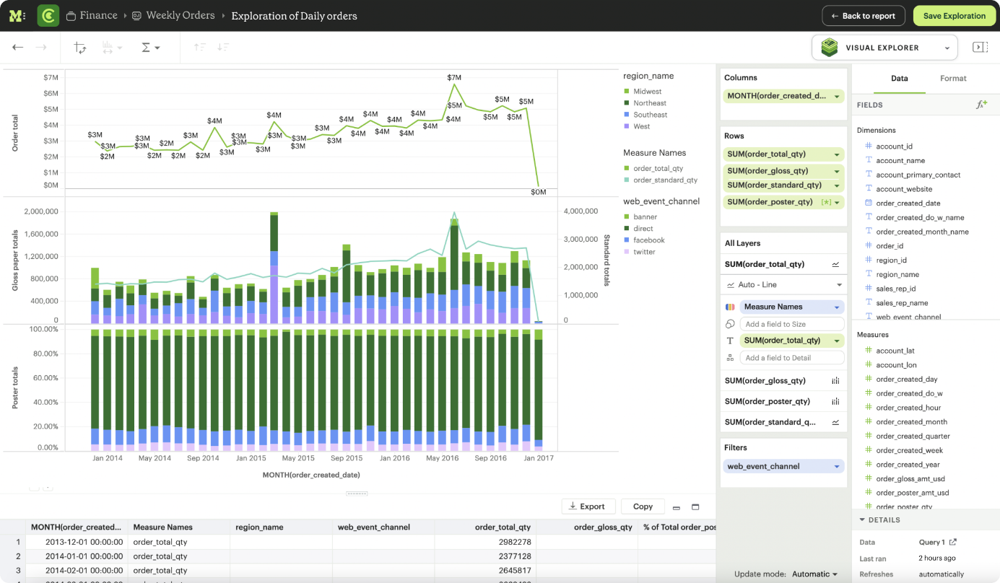 Finance › Weekly Orders › Exploration of Daily orders
← Back to report
Save Exploration
VISUAL EXPLORER
Order total
$7M
$6M
$5M
$4M
$3M
$2M
$1M
$0M
$3M
$2M
$3M
$3M
$3M
$2M
$2M
$2M
$3M
$2M
$4M
$3M
$3M
$3M
$3M
$4M
$3M
$3M
$3M
$3M
$3M
$4M
$4M
$4M
$4M
$4M
$4M
$4M
$4M
$7M
$5M
$4M
$5M
$5M
$5M
$5M
$0M
Gloss paper totals
2,000,000
1,600,000
1,200,000
800,000
400,000
0
4,000,000
3,000,000
2,000,000
1,000,000
0
Standard totals
Poster totals
100.00%
80.00%
60.00%
40.00%
20.00%
0.00%
Jan 2014 May 2014 Sep 2014 Jan 2015 May 2015 Sep 2015 Jan 2016 May 2016 Sep 2016 Jan 2017
MONTH(order_created_date)
region_name
Midwest
Northeast
Southeast
West
Measure Names
order_total_qty
order_standard_qty
web_event_channel
banner
direct
facebook
twitter
Columns
MONTH(order_created_d...
Rows
SUM(order_total_qty)
SUM(order_gloss_qty)
SUM(order_standard_qty)
SUM(order_poster_qty) [*]
All Layers
SUM(order_total_qty)
Auto - Line
Measure Names
Add a field to Size
T SUM(order_total_qty)
Add a field to Detail
SUM(order_gloss_qty)
SUM(order_poster_qty)
SUM(order_standard_q...
Filters
web_event_channel
Update mode: Automatic
Data Format
FIELDS
Dimensions
account_id
account_name
account_primary_contact
account_website
order_created_date
order_created_do_w_name
order_created_month_name
order_id
region_id
region_name
sales_rep_id
sales_rep_name
web_event_channel
Measures
account_lat
account_lon
order_created_day
order_created_do_w
order_created_hour
order_created_month
order_created_quarter
order_created_week
order_created_year
order_gloss_amt_usd
order_poster_amt_usd
order_poster_qty
DETAILS
Data Query 1
Last ran 2 hours ago
Refreshes automatically
Export Copy
MONTH(order_created... Measure Names region_name web_event_channel order_total_qty order_gloss_qty % of Total order_pos
1 2013-12-01 00:00:00 order_total_qty 2982278
2 2014-01-01 00:00:00 order_total_qty 2377128
3 2014-02-01 00:00:00 order_total_qty 2645817